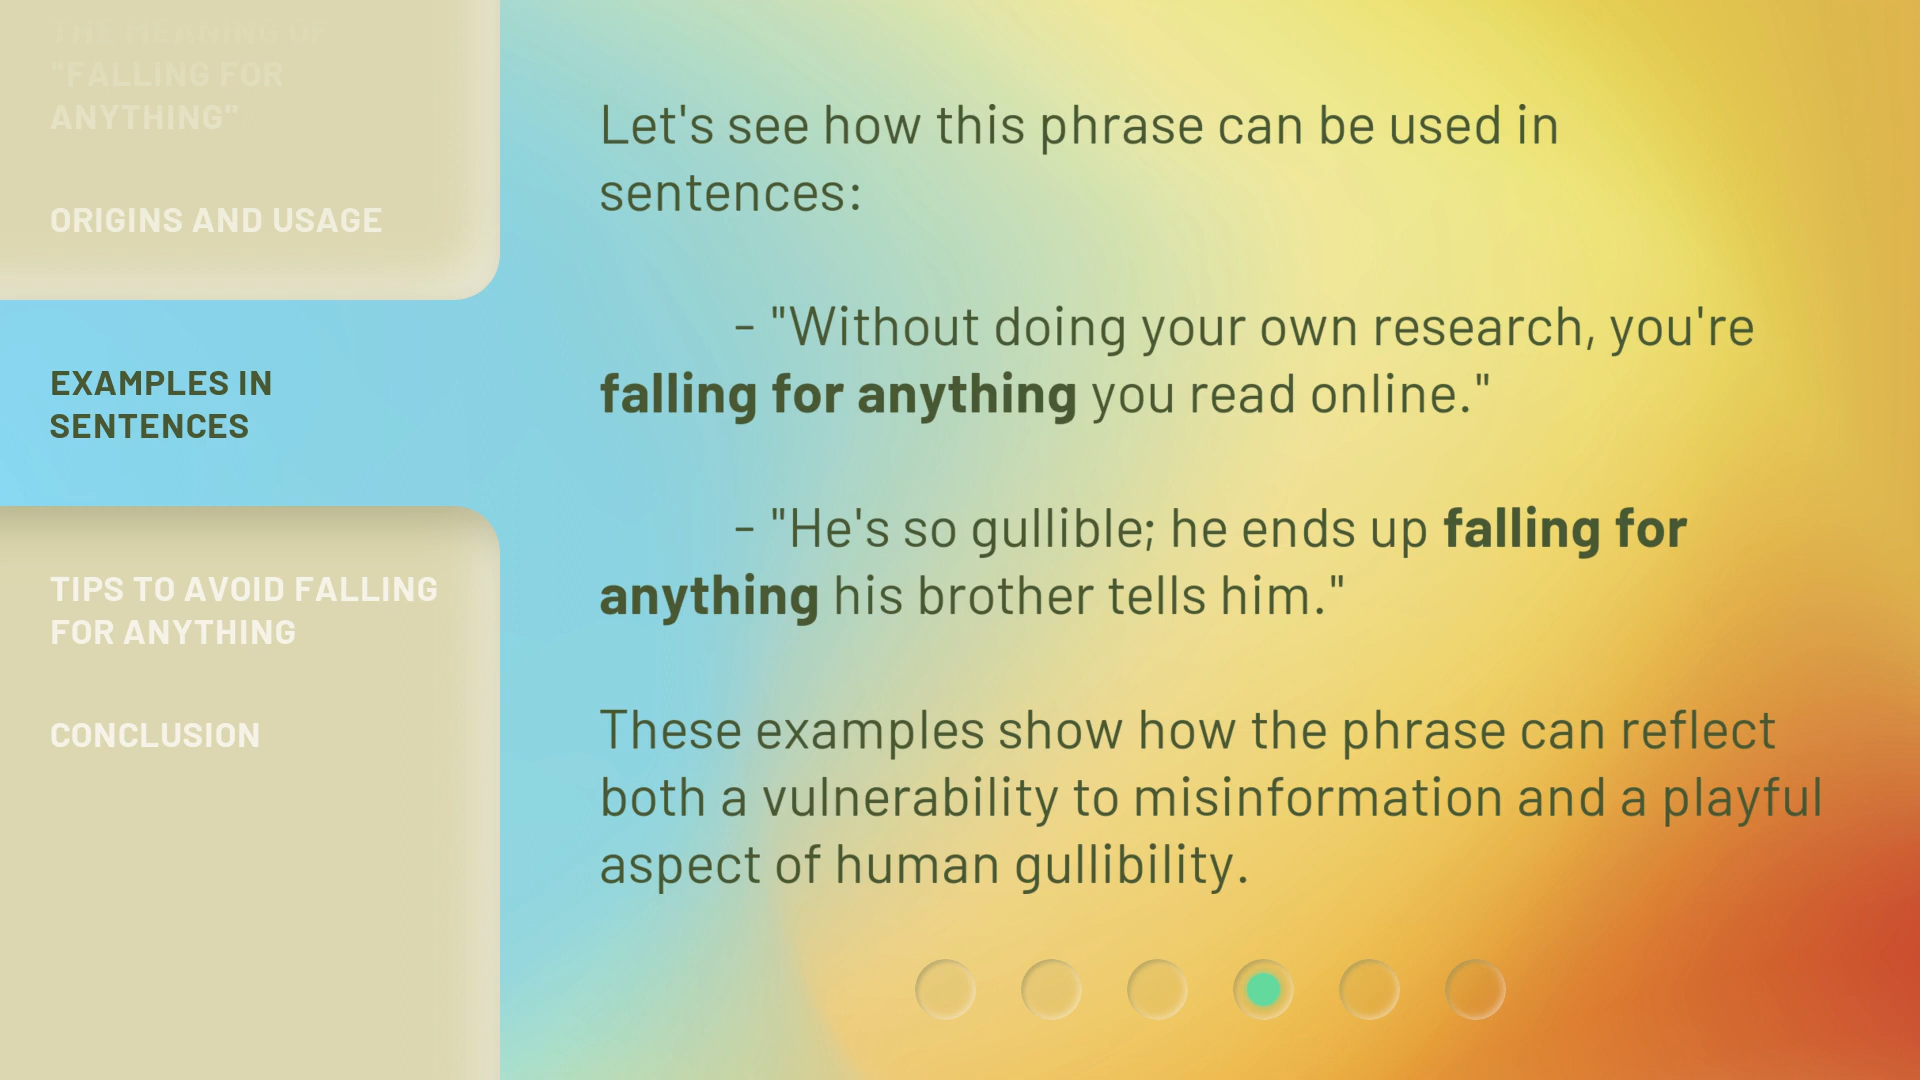 THE MEANING OF
"FALLING FOR
ANYTHING"
ORIGINS AND USAGE
EXAMPLES IN
SENTENCES
TIPS TO AVOID FALLING
FOR ANYTHING
CONCLUSION
Let's see how this phrase can be used in
sentences:
- "Without doing your own research, you're
falling for anything you read online."
- "He's so gullible; he ends up falling for
anything his brother tells him."
These examples show how the phrase can reflect
both a vulnerability to misinformation and a playful
aspect of human gullibility.